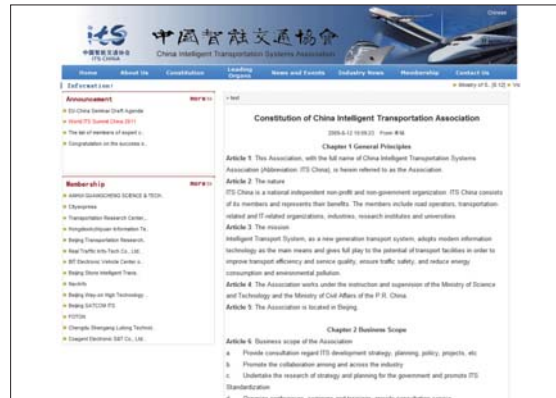 Chinese
itS
中國智能交通協會
中国智能交通协会
ITS CHINA
China Intelligent Transportation Systems Association
Home
About Us
Constitution
Leading Organs
News and Events
Industry News
Membership
Contact Us
Information:
Ministry of S.. [8.12]
Announcement
more>>
EU-China Seminar Draft Agenda
World ITS Summit China 2011
The list of members of expert c..
Congratulation on the success o..
Membership
more>>
ANHUI GUANGCHENG SCIENCE & TECH..
Cityexpress
Transportation Research Center,..
Beijing Transportation Research..
Real Traffic Info-Tech Co., Ltd..
BIT Electronic Vehicle Center o..
Beijing Stone Intelligent Trans..
NavInfo
Beijing Way-on High Technology ..
Beijing SATCOM ITS
FOTON
Chengdu Shengang Lutong Technol..
Coagent Electronic S&T Co., Ltd..
> text
Constitution of China Intelligent Transportation Association
From:
Chapter 1 General Principles
Article 1: This Association, with the full name of China Intelligent Transportation Systems
Association (Abbreviation: ITS China), is herein referred to as the Association.
Article 2: The nature
ITS China is a national independent non-profit and non-government organization. ITS China consists
of its members and represents their benefits. The members include road operators, transportation-
related and IT-related organizations, industries, research institutes and universities.
Article 3: The mission
Intelligent Transport System, as a new generation transport system, adopts modern information
technology as the main means and gives full play to the potential of transport facilities in order to
improve transport efficiency and service quality, ensure traffic safety, and reduce energy
consumption and environmental pollution.
Article 4: The Association works under the instruction and supervision of the Ministry of Science
and Technology and the Ministry of Civil Affairs of the P.R. China.
Article 5: The Association is located in Beijing.
Chapter 2 Business Scope
Article 6: Business scope of the Association
a Provide consultation regard ITS development strategy, planning, policy, projects, etc
b Promote the collaboration among and across the industry
c. Undertake the research of strategy and planning for the government and promote ITS
Standardization